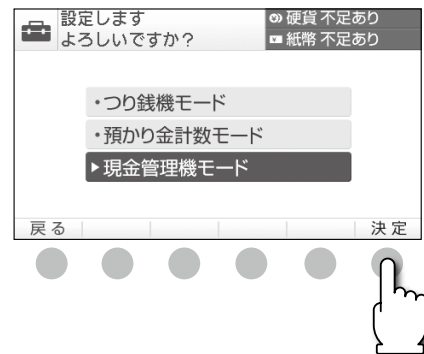 設定します
よろしいですか？
硬貨 不足あり
紙幣 不足あり
・つり銭機モード
・預かり金計数モード
▶現金管理機モード
戻る
決定